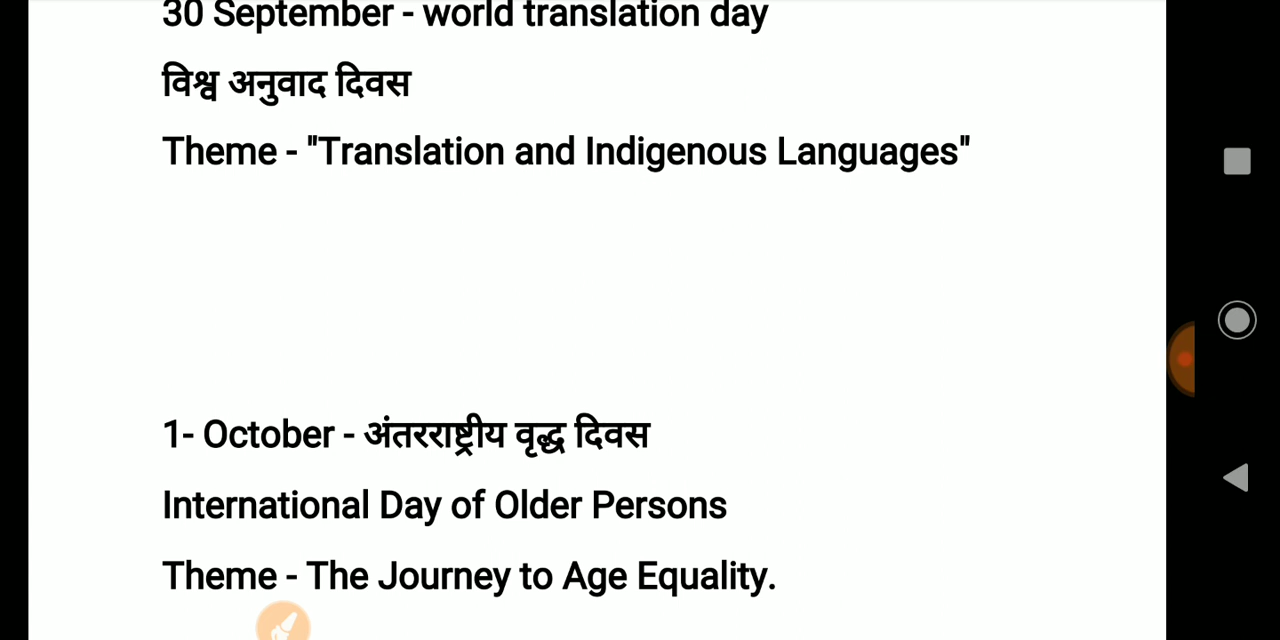 30 September - world translation day
विश्व अनुवाद दिवस
Theme - "Translation and Indigenous Languages"
1- October - अंतरराष्ट्रीय वृद्ध दिवस
International Day of Older Persons
Theme - The Journey to Age Equality.